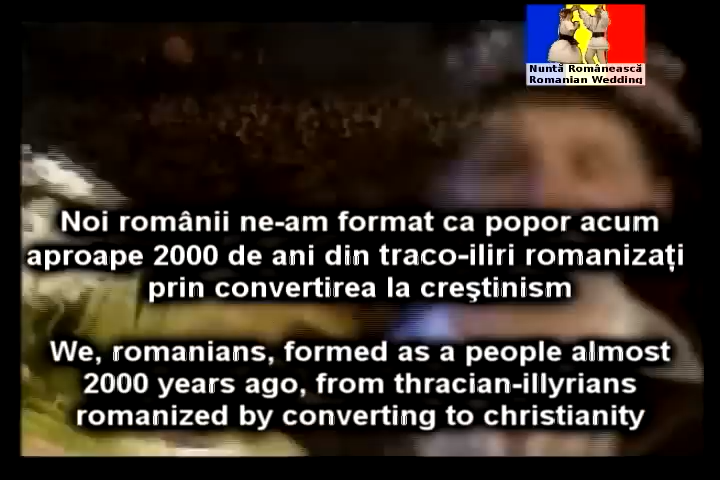 Nuntă Românească
Romanian Wedding
Noi românii ne-am format ca popor acum
aproape 2000 de ani din traco-iliri romanizaţi
prin convertirea la creştinism
We, romanians, formed as a people almost
2000 years ago, from thracian-illyrians
romanized by converting to christianity